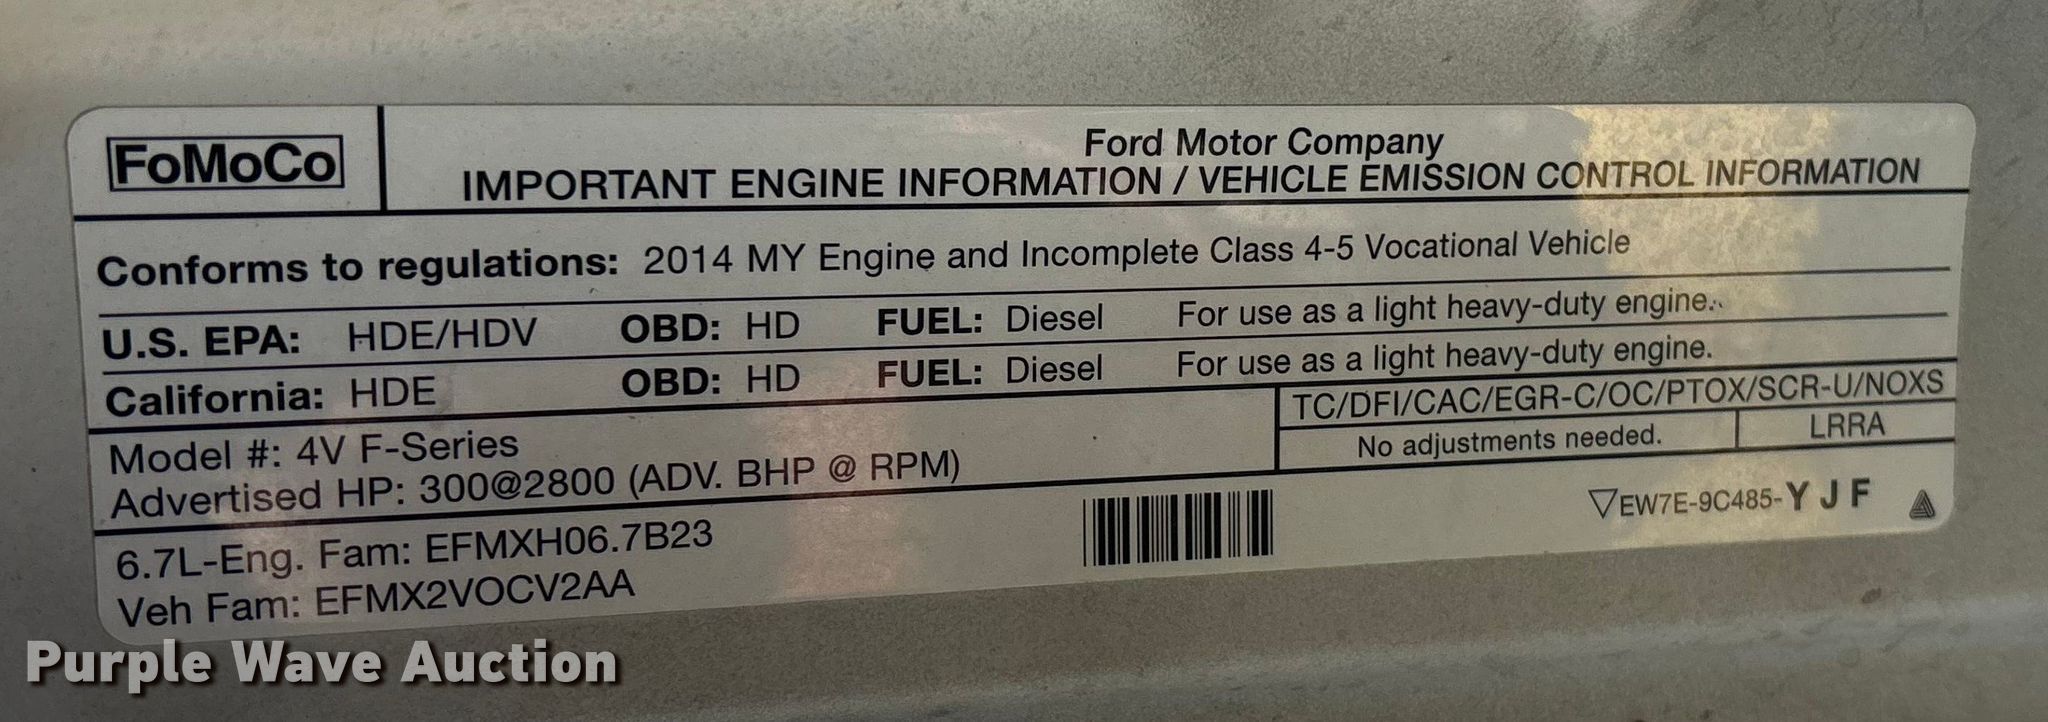 FoMoCo
Ford Motor Company
IMPORTANT ENGINE INFORMATION / VEHICLE EMISSION CONTROL INFORMATION
Conforms to regulations: 2014 MY Engine and Incomplete Class 4-5 Vocational Vehicle
U.S. EPA: HDE/HDV OBD: HD FUEL: Diesel For use as a light heavy-duty engine.
California: HDE OBD: HD FUEL: Diesel For use as a light heavy-duty engine.
TC/DFI/CAC/EGR-C/OC/PTOX/SCR-U/NOXS
No adjustments needed. LRRA
Model #: 4V F-Series
Advertised HP: 300@2800 (ADV. BHP @ RPM)
6.7L-Eng. Fam: EFMXH06.7B23
Veh Fam: EFMX2VOCV2AA
EW7E-9C485-YJF
Purple Wave Auction